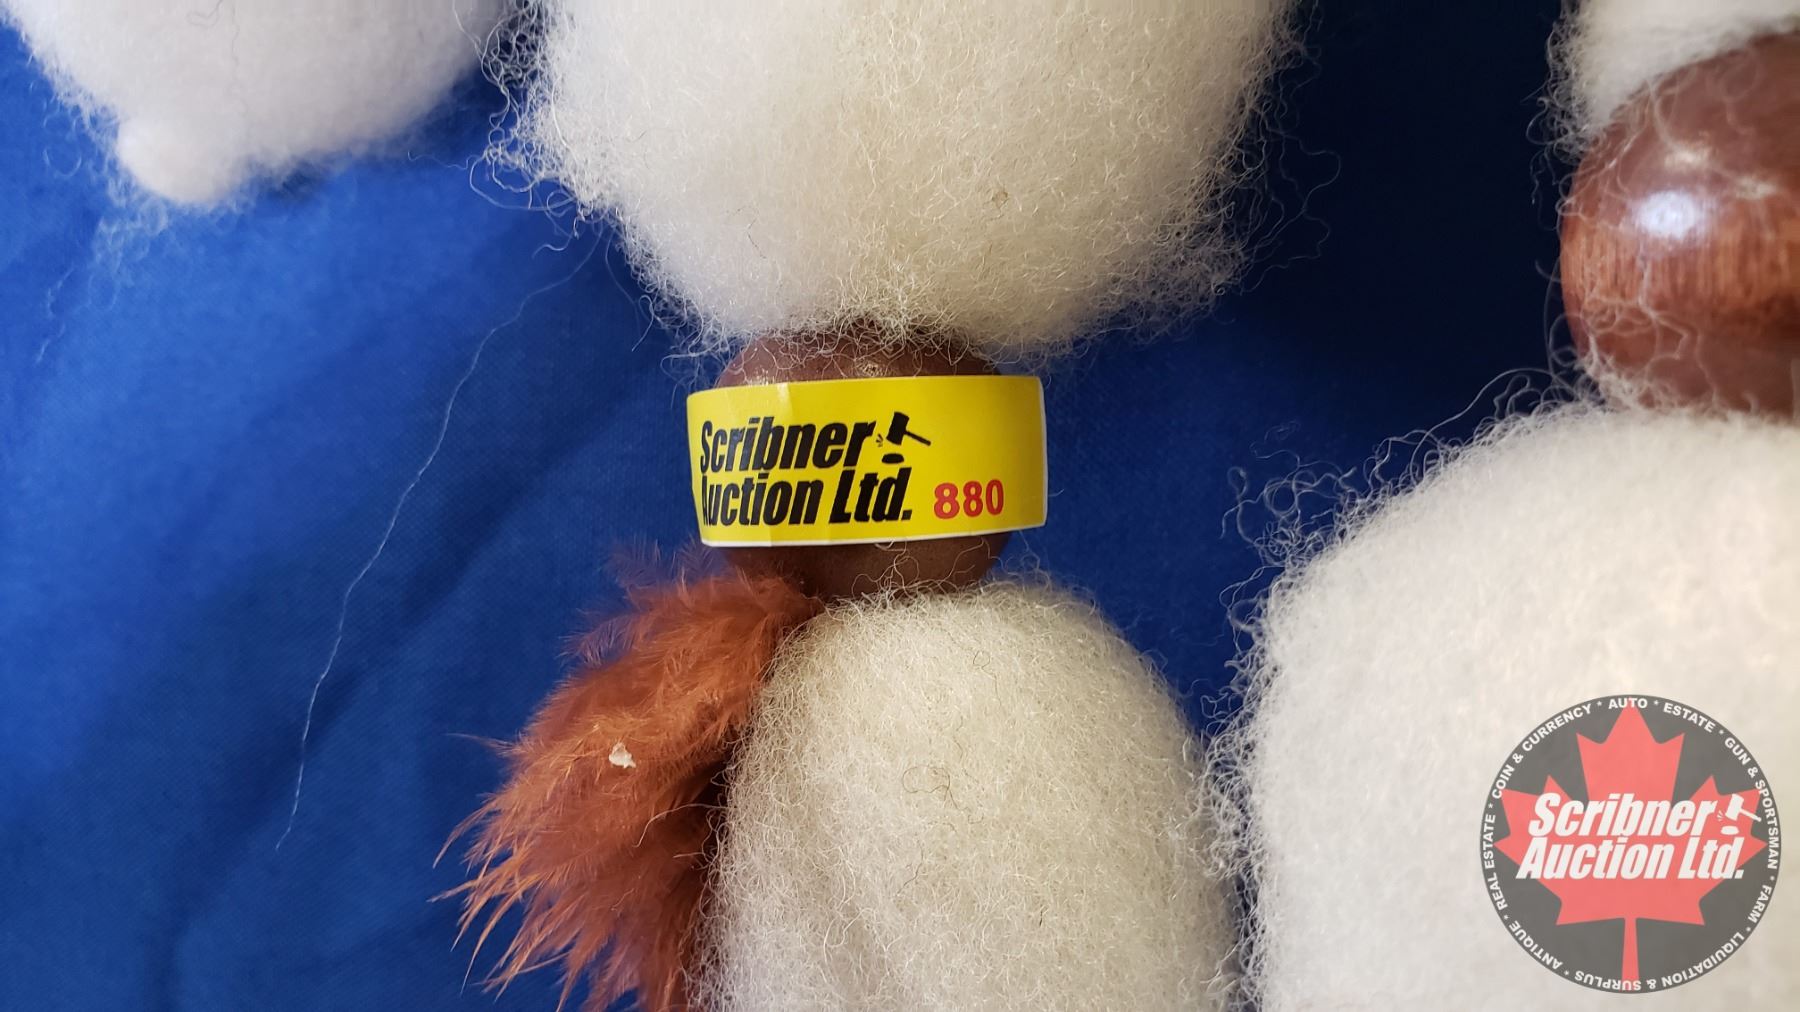 Scribner
Auction Ltd. 880
COIN & CURRENCY * AUTO * ESTATE * GUN & SPORTSMAN * FARM * LIQUIDATION & SURPLUS * ANTIQUE * REAL ESTATE *
Scribner
Auction Ltd.